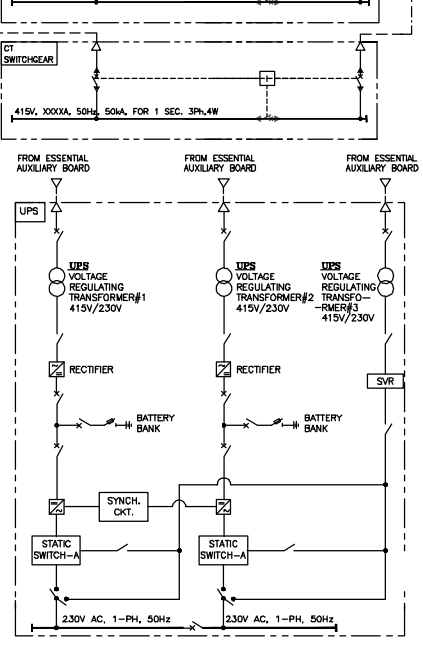 CT
SWITCHGEAR
415V, XXXXA, 50Hz, 50kA, FOR 1 SEC. 3Ph,4W
FROM ESSENTIAL
AUXILIARY BOARD
FROM ESSENTIAL
AUXILIARY BOARD
FROM ESSENTIAL
AUXILIARY BOARD
UPS
UPS
VOLTAGE
REGULATING
TRANSFORMER#1
415V/230V
UPS
VOLTAGE
REGULATING
TRANSFORMER#2
415V/230V
UPS
VOLTAGE
REGULATING
TRANSFO-
-RMER#3
415V/230V
RECTIFIER
RECTIFIER
SVR
BATTERY
BANK
BATTERY
BANK
SYNCH.
CKT.
STATIC
SWITCH-A
STATIC
SWITCH-A
230V AC, 1-PH, 50Hz
230V AC, 1-PH, 50Hz